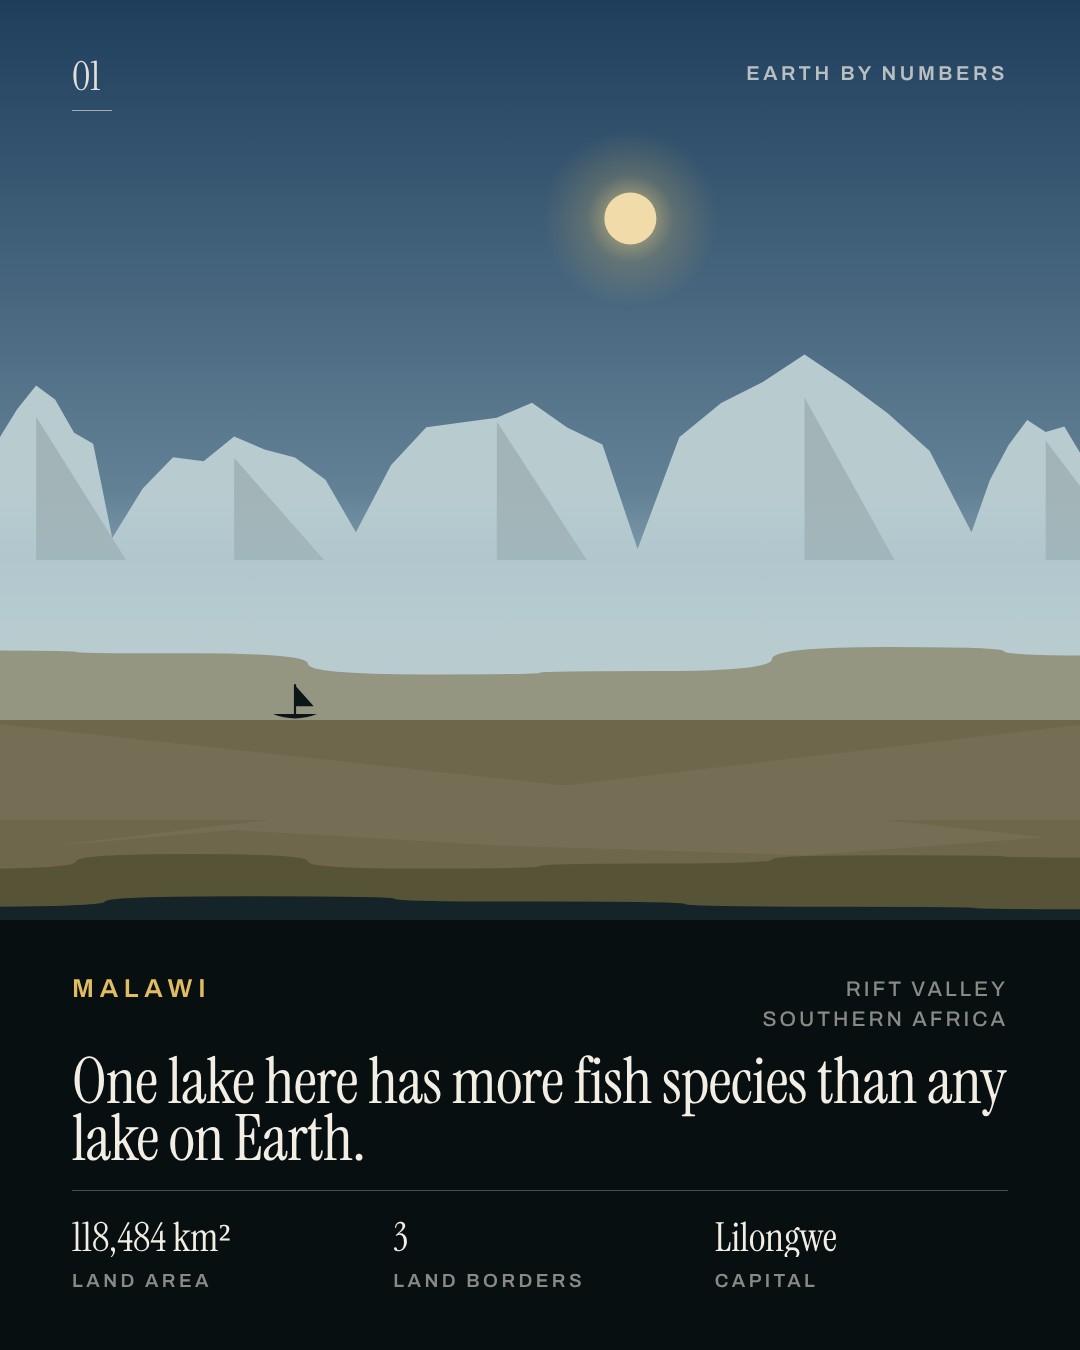 01
EARTH BY NUMBERS
MALAWI
RIFT VALLEY
SOUTHERN AFRICA
One lake here has more fish species than any
lake on Earth.
118,484 km²
3
Lilongwe
LAND AREA
LAND BORDERS
CAPITAL